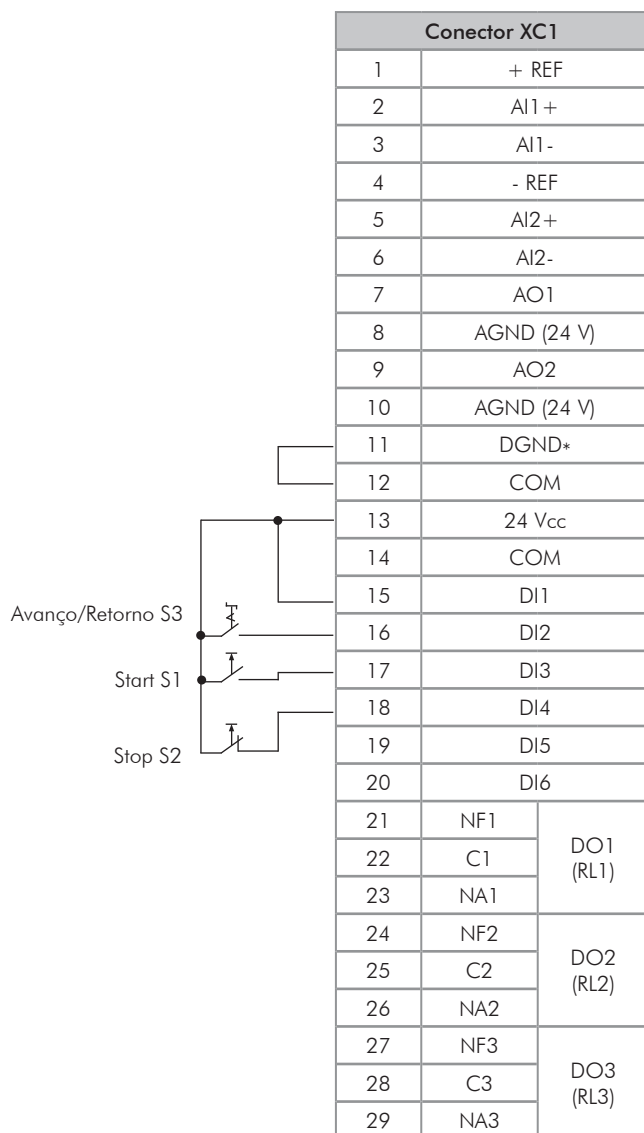 Conector XC1
1 + REF
2 AI1+
3 AI1-
4 - REF
5 AI2+
6 AI2-
7 AO1
8 AGND (24 V)
9 AO2
10 AGND (24 V)
11 DGND*
12 COM
13 24 Vcc
14 COM
15 DI1
Avanço/Retorno S3
16 DI2
Start S1
17 DI3
18 DI4
Stop S2
19 DI5
20 DI6
21 NF1
22 C1
23 NA1
DO1
(RL1)
24 NF2
25 C2
26 NA2
DO2
(RL2)
27 NF3
28 C3
29 NA3
DO3
(RL3)